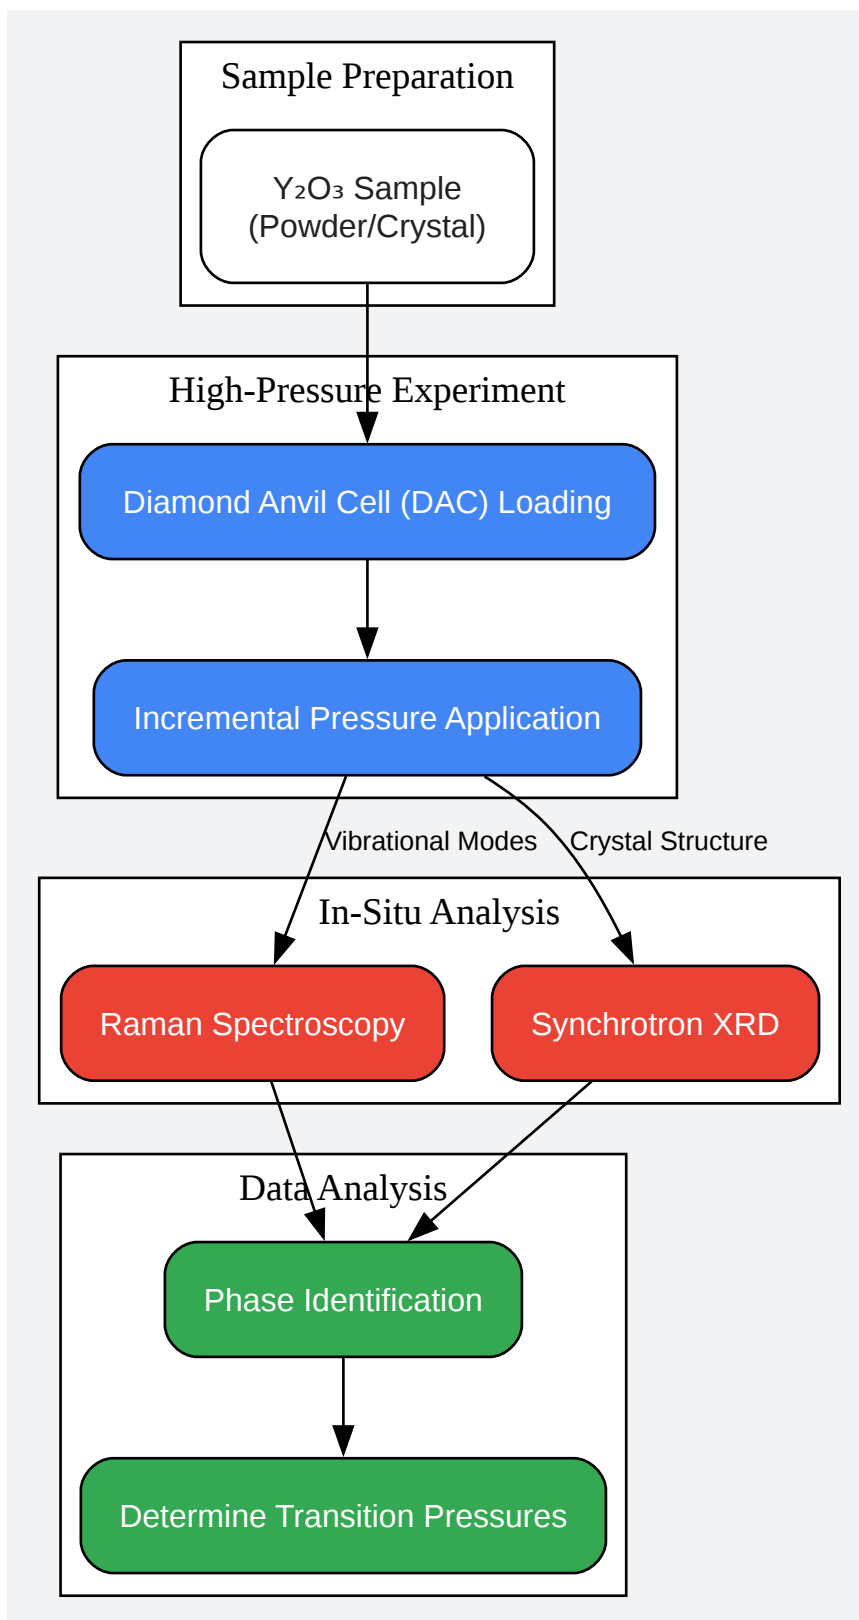 Sample Preparation
Y₂O₃ Sample
(Powder/Crystal)
High-Pressure Experiment
Diamond Anvil Cell (DAC) Loading
Incremental Pressure Application
Vibrational Modes
Crystal Structure
In-Situ Analysis
Raman Spectroscopy
Synchrotron XRD
Data Analysis
Phase Identification
Determine Transition Pressures